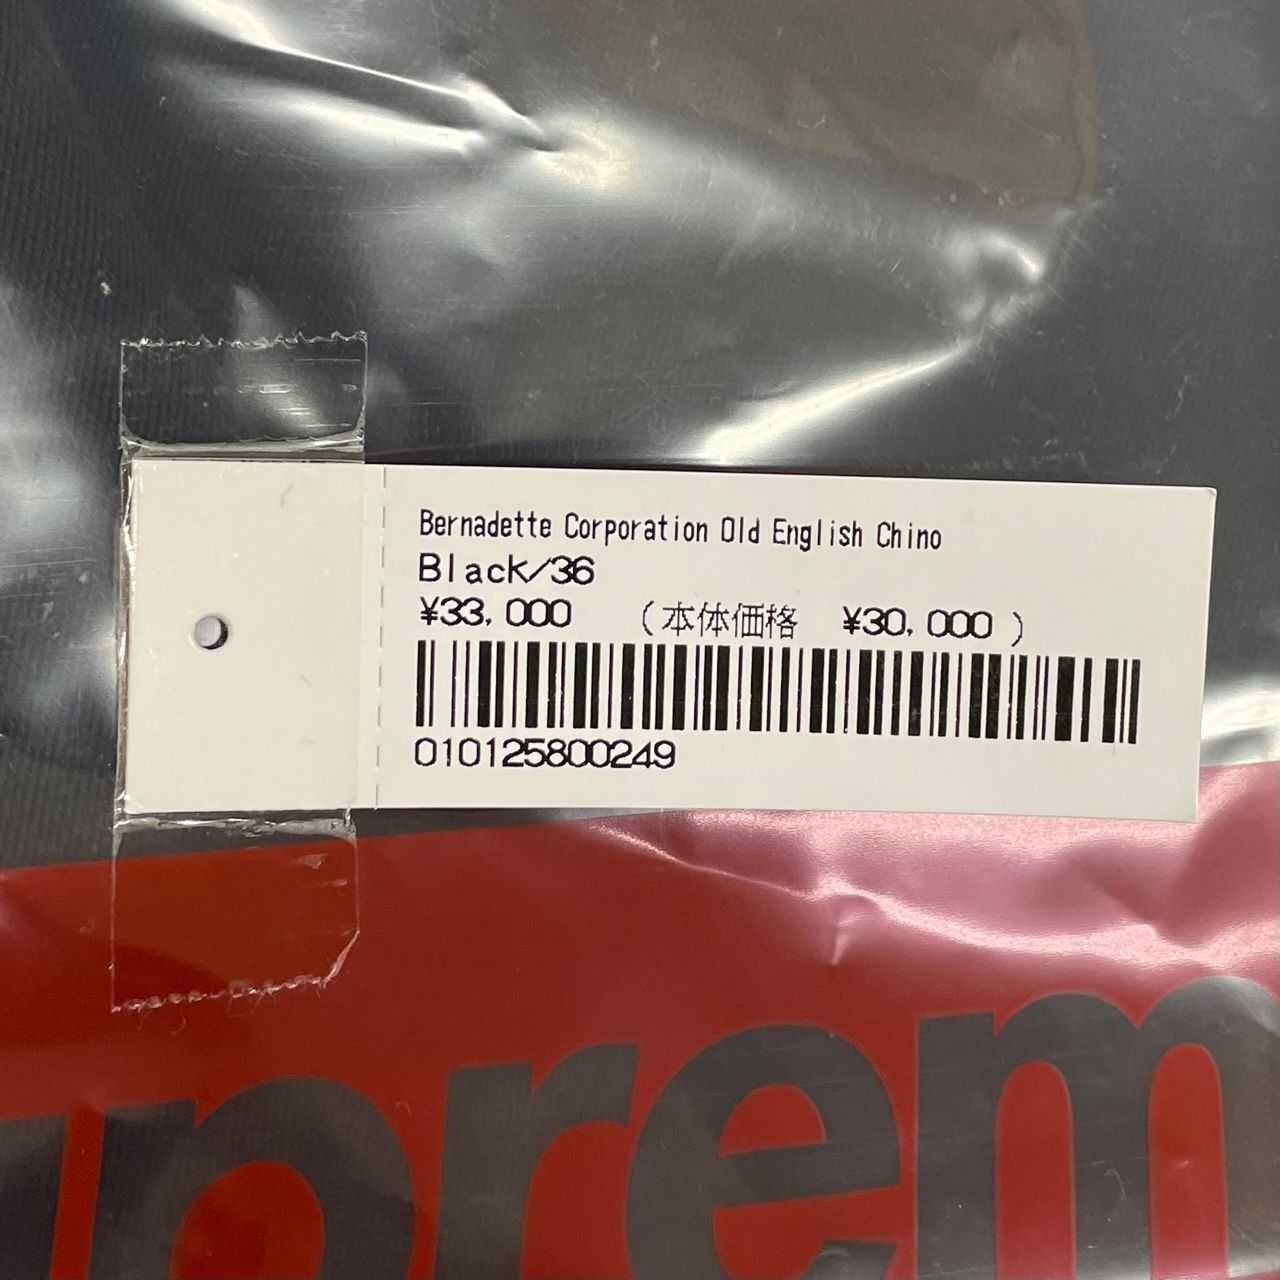 Bernadette Corporation Old English Chino
Black/36
¥33,000 (本体価格 ¥30,000)
010125800249
uprem